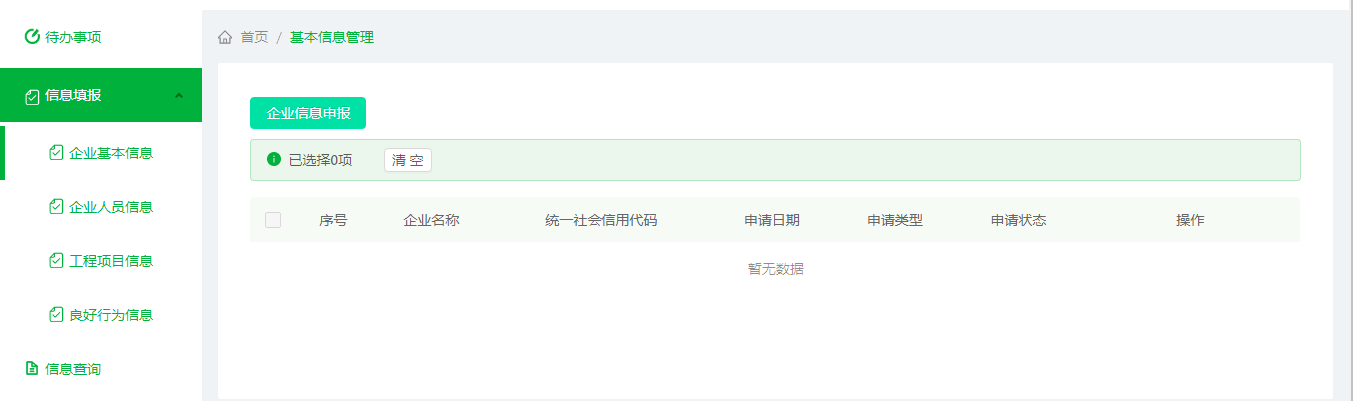 待办事项
信息填报
企业基本信息
企业人员信息
工程项目信息
良好行为信息
信息查询
首页 / 基本信息管理
企业信息申报
已选择0项 清 空
序号 企业名称 统一社会信用代码 申请日期 申请类型 申请状态 操作
暂无数据